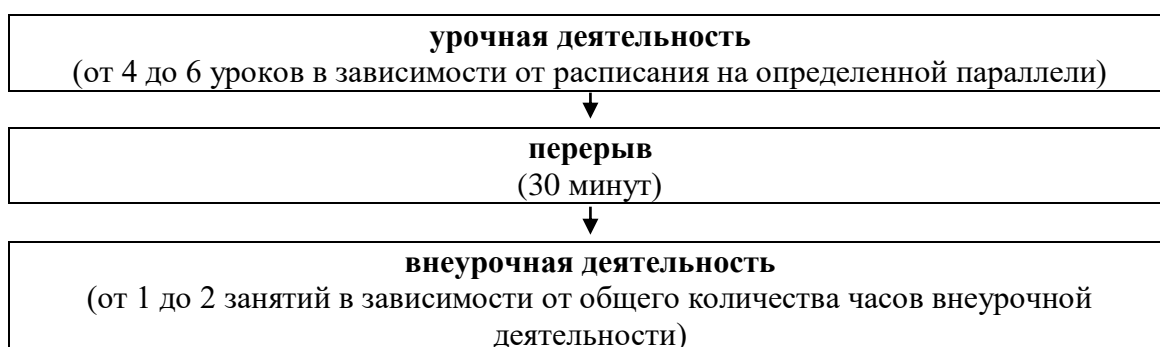 урочная деятельность
(от 4 до 6 уроков в зависимости от расписания на определенной параллели)
перерыв
(30 минут)
внеурочная деятельность
(от 1 до 2 занятий в зависимости от общего количества часов внеурочной
деятельности)